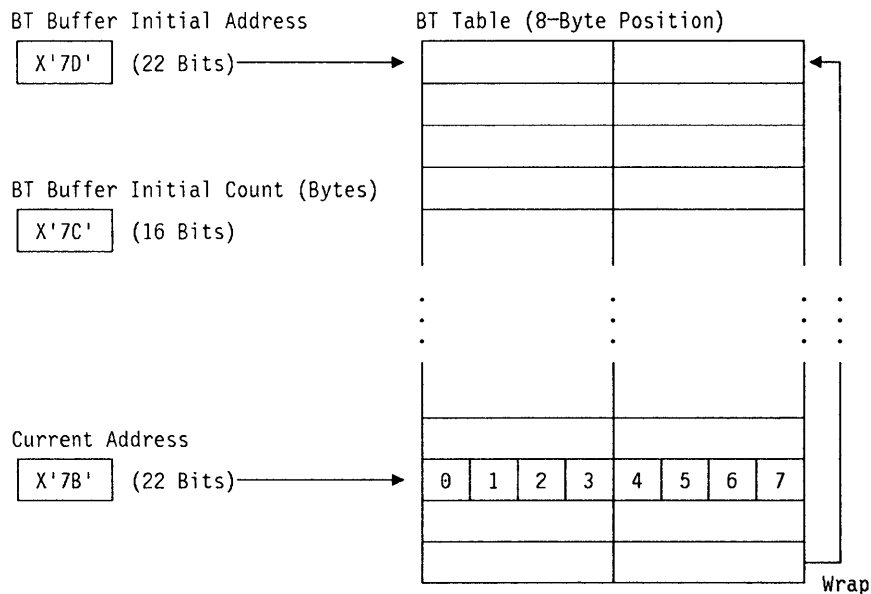 BT Buffer Initial Address
BT Table (8-Byte Position)
X'7D' (22 Bits)
BT Buffer Initial Count (Bytes)
X'7C' (16 Bits)
Current Address
X'7B' (22 Bits)
0 1 2 3 4 5 6 7
Wrap